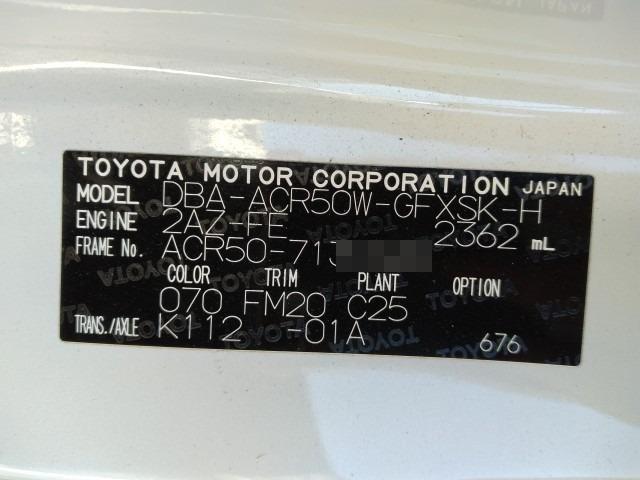 TOYOTA MOTOR CORPORATION JAPAN
MODEL DBA-ACR50W-GFXSK-H
ENGINE 2AZ-FE 2362 mL
FRAME No. ACR50-713
COLOR TRIM PLANT OPTION
070 FM20 C25
TRANS./AXLE K112 -01A 676